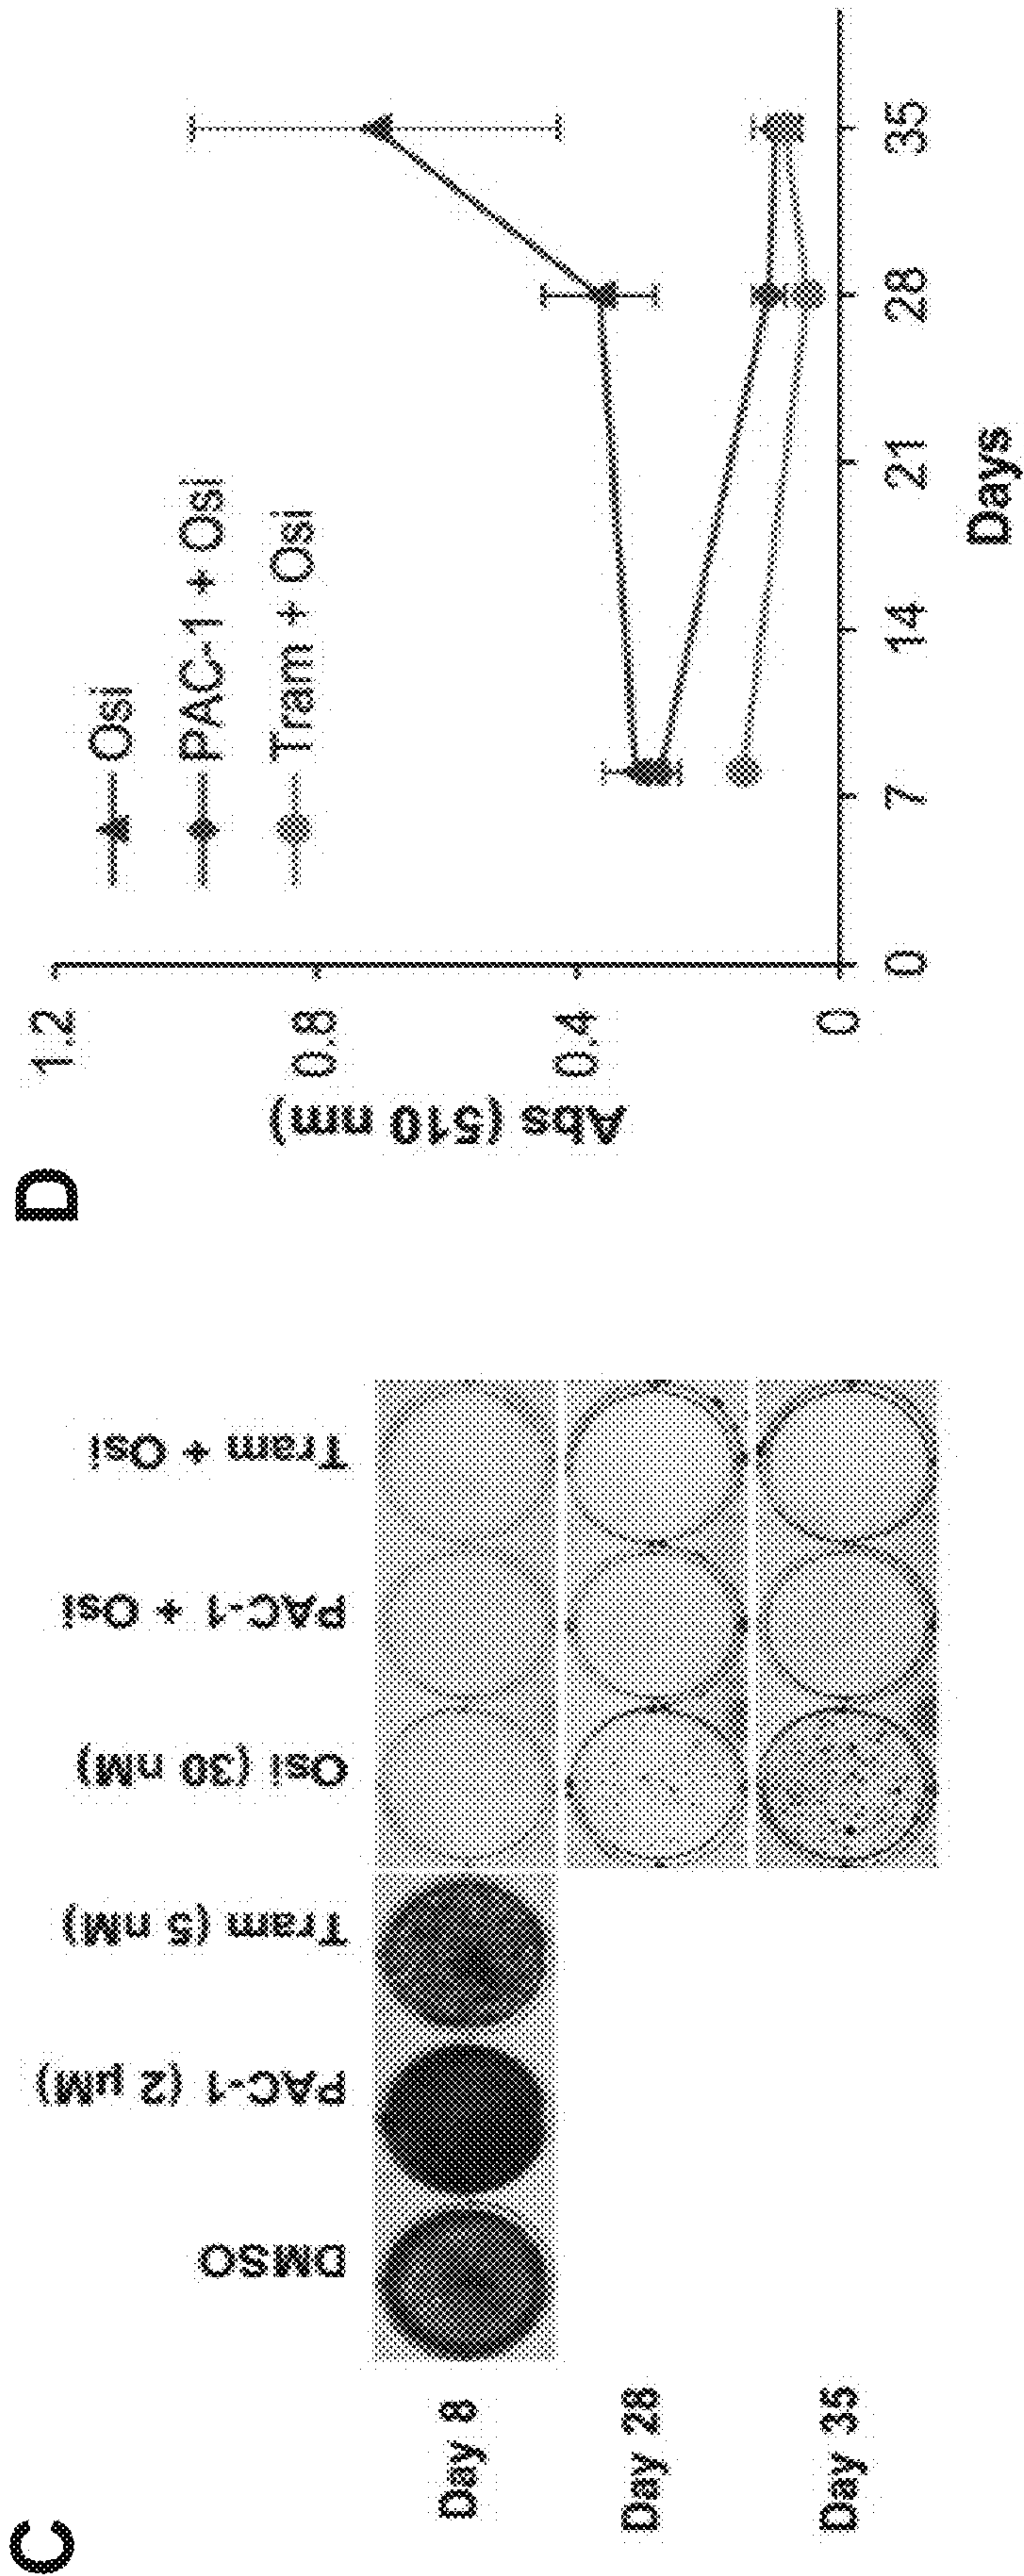 C
DMSO
PAC-1 (2 µM)
Tram (5 nM)
Osi (30 nM)
PAC-1 + Osi
Tram + Osi
Day 8
Day 28
Day 35
D
Abs (510 nm)
1.2
0.8
0.4
0
Osi
PAC-1 + Osi
Tram + Osi
0 7 14 21 28 35
Days